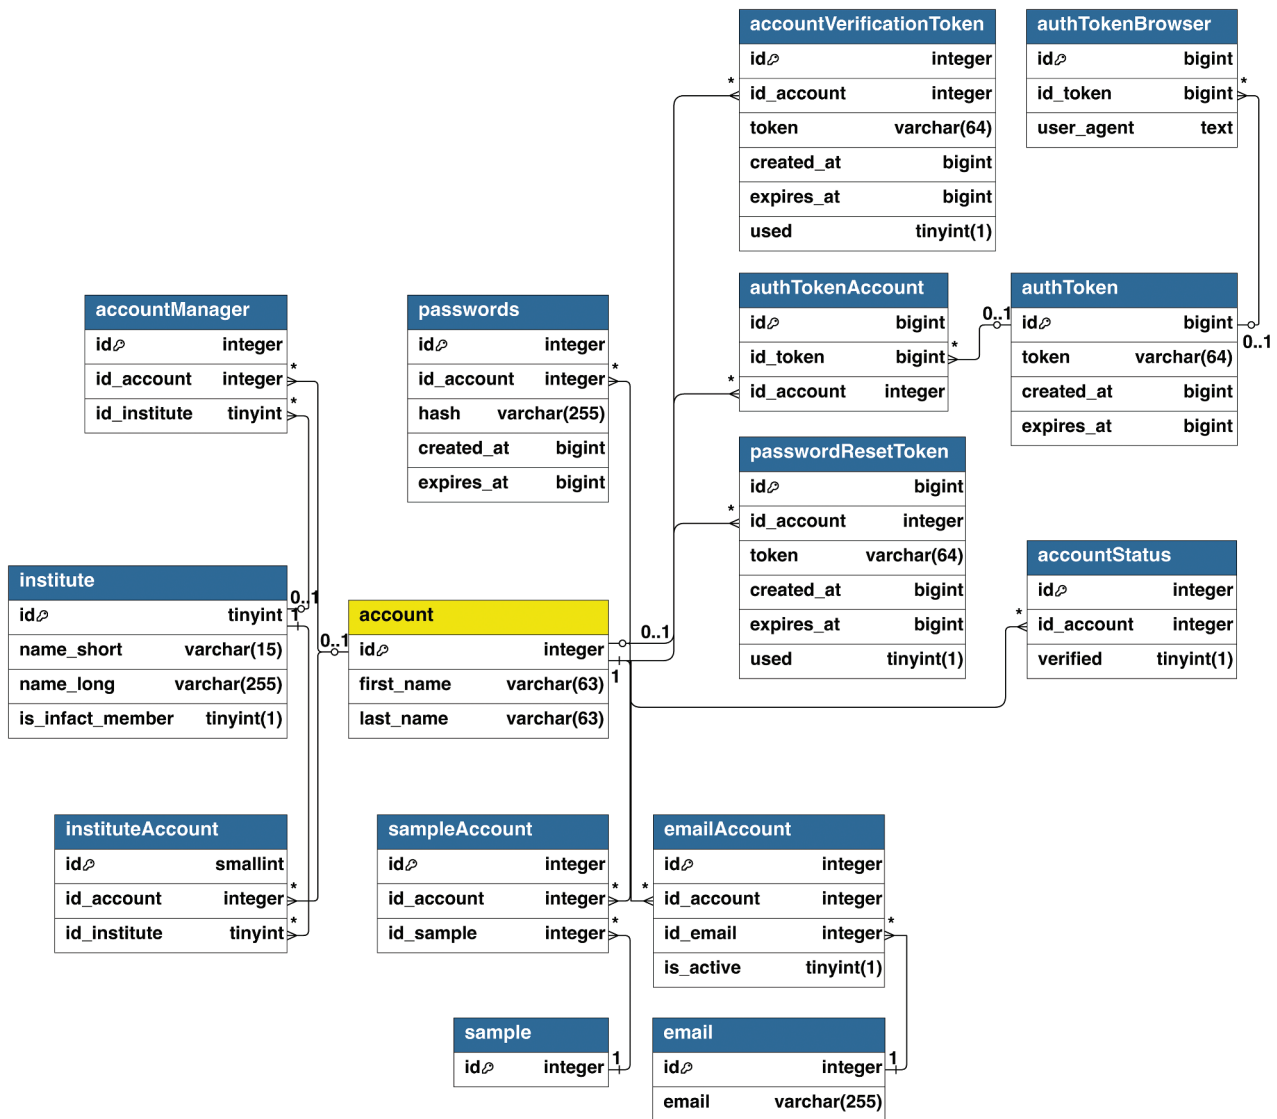 accountVerificationToken
id integer
* id_account integer
token varchar(64)
created_at bigint
expires_at bigint
used tinyint(1)
authTokenBrowser
id bigint
id_token bigint *
user_agent text
accountManager
id integer
id_account integer *
id_institute tinyint *
passwords
id integer
id_account integer *
hash varchar(255)
created_at bigint
expires_at bigint
authTokenAccount
id bigint
id_token bigint *
* id_account integer
authToken
0..1 id bigint 0..1
token varchar(64)
created_at bigint
expires_at bigint
passwordResetToken
id bigint
* id_account integer
token varchar(64)
created_at bigint
expires_at bigint
used tinyint(1)
accountStatus
id integer
* id_account integer
verified tinyint(1)
institute
id tinyint 0..1
1
name_short varchar(15)
name_long varchar(255)
is_infact_member tinyint(1)
account
0..1 id integer 0..1
1
first_name varchar(63)
last_name varchar(63)
instituteAccount
id smallint
id_account integer *
id_institute tinyint *
sampleAccount
id integer
id_account integer *
id_sample integer *
emailAccount
id integer
* id_account integer
id_email integer *
is_active tinyint(1)
sample
id integer 1
email
id integer 1
email varchar(255)